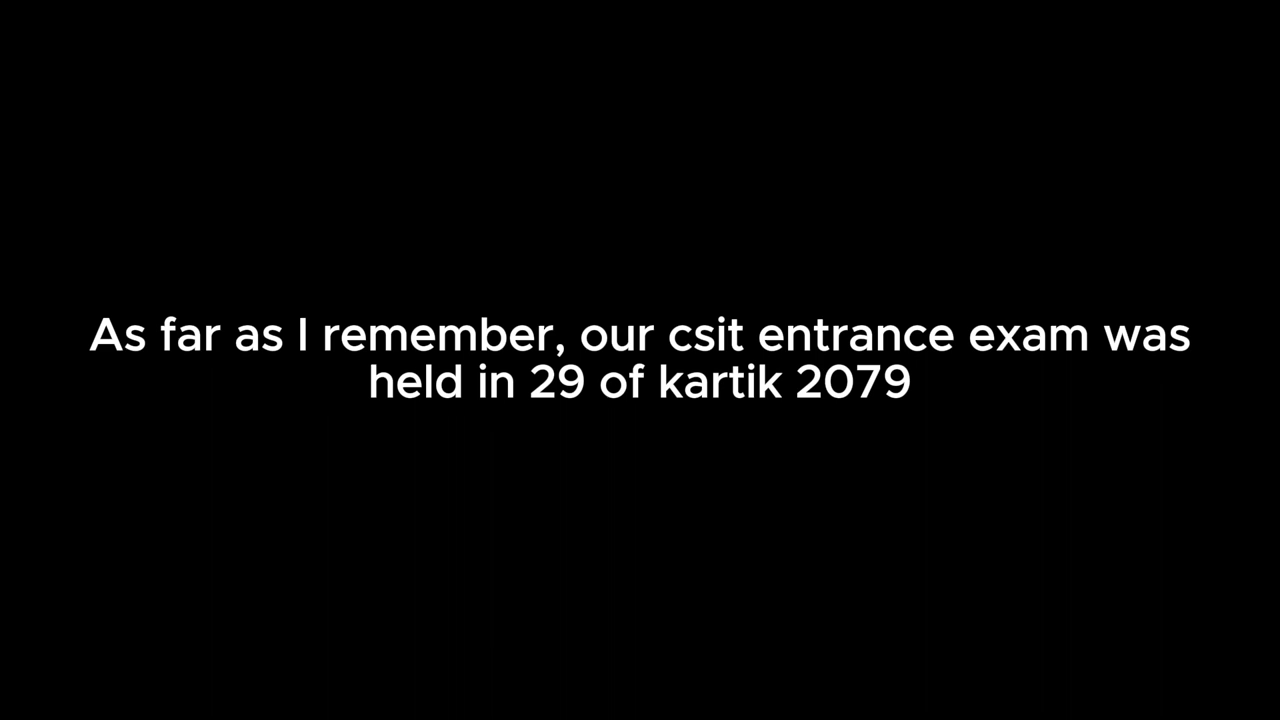 As far as I remember, our csit entrance exam was
held in 29 of kartik 2079